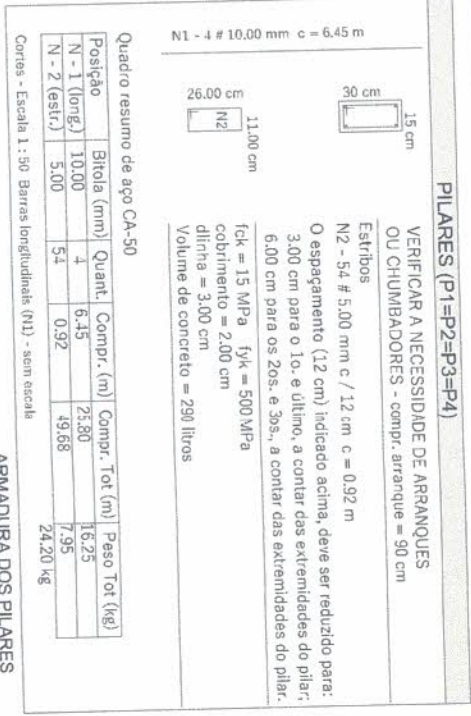 PILARES (P1=P2=P3=P4)
VERIFICAR A NECESSIDADE DE ARRANQUES
OU CHUMBADORES - compr. arranque = 90 cm
15 cm
30 cm
N1 - 4 # 10.00 mm c = 6.45 m
Estribos
N2 - 54 # 5.00 mm c / 12 cm c = 0.92 m
O espaçamento (12 cm) indicado acima, deve ser reduzido para:
3.00 cm para o 1o. e último, a contar das extremidades do pilar;
6.00 cm para os 2os. e 3os., a contar das extremidades do pilar.
11.00 cm
26.00 cm
N2
fck = 15 MPa fyk = 500 MPa
cobrimento = 2.00 cm
dlinha = 3.00 cm
Volume de concreto = 290 litros
Quadro resumo de aço CA-50
Posição Bitola (mm) Quant. Compr. (m) Compr. Tot (m) Peso Tot (kg)
N - 1 (long.) 10.00 4 6.45 25.80 16.25
N - 2 (estr.) 5.00 54 0.92 49.68 7.95
24.20 kg
Cortes - Escala 1 : 50 Barras longitudinais (N1) - sem escala
ARMADURA DOS PILARES